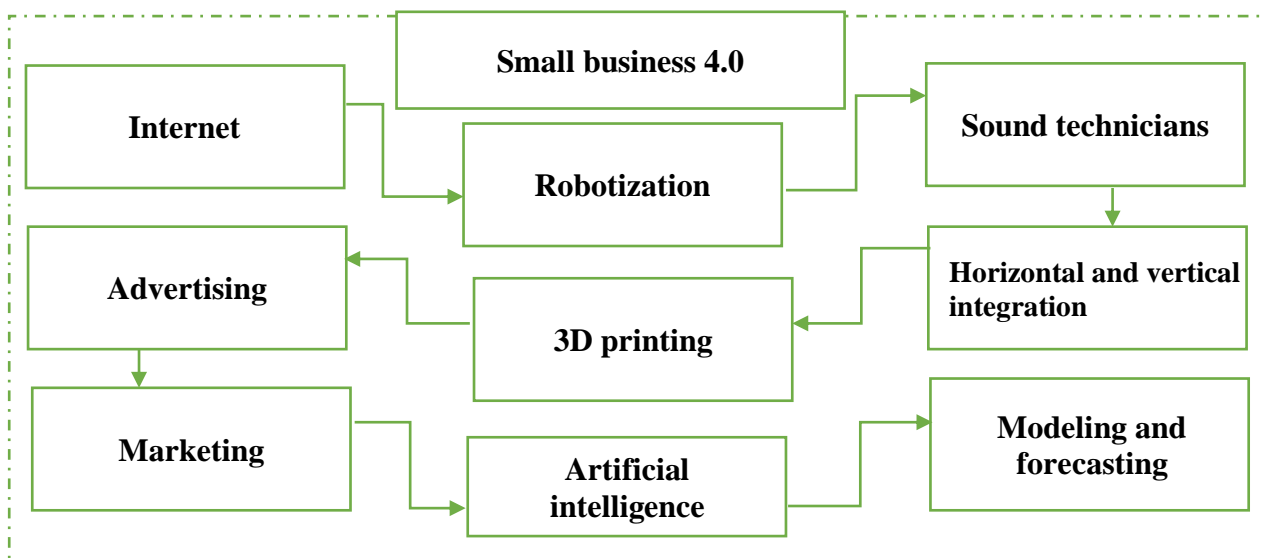 Small business 4.0
Internet
Robotization
Sound technicians
Horizontal and vertical
integration
3D printing
Advertising
Marketing
Artificial
intelligence
Modeling and
forecasting